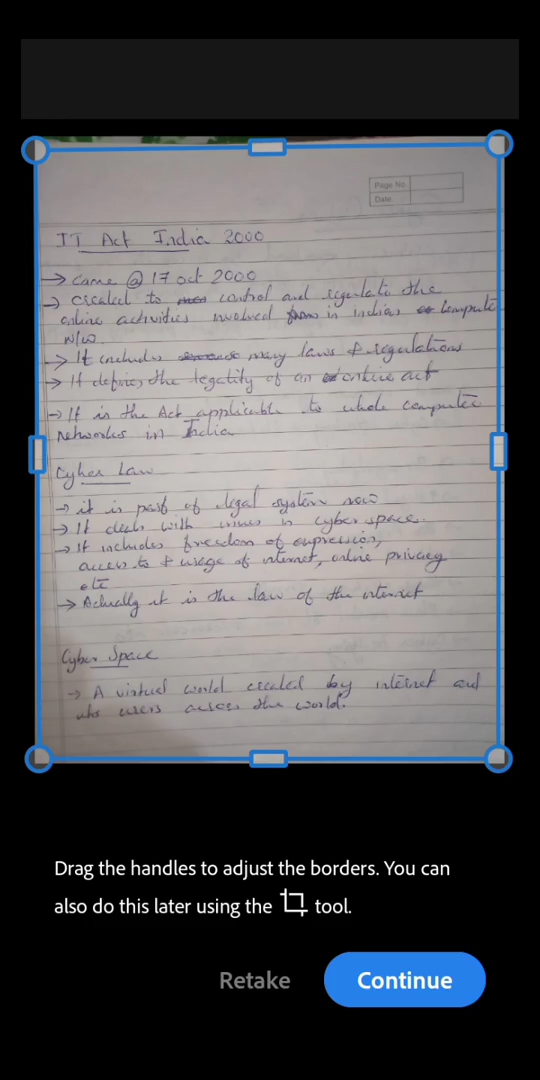 Page No
Date
IT Act India 2000
→ came @ 17 oct 2000
→ created to control and regulate the
online activities involved in indian Compute
N/W
→ It includes many laws & regulations
→ It defines the legality of an online act
→ It is the Act applicable to whole computer
Networks in India
Cyber Law
→ it is part of legal system now
→ It deals with crimes in cyber space.
→ It includes freedom of expression,
access to & usage of internet, online privacy
etc
→ Actually it is the law of the internet
Cyber Space
→ A virtual world created by internet and
its users across the world.
Drag the handles to adjust the borders. You can
also do this later using the tool.
Retake
Continue